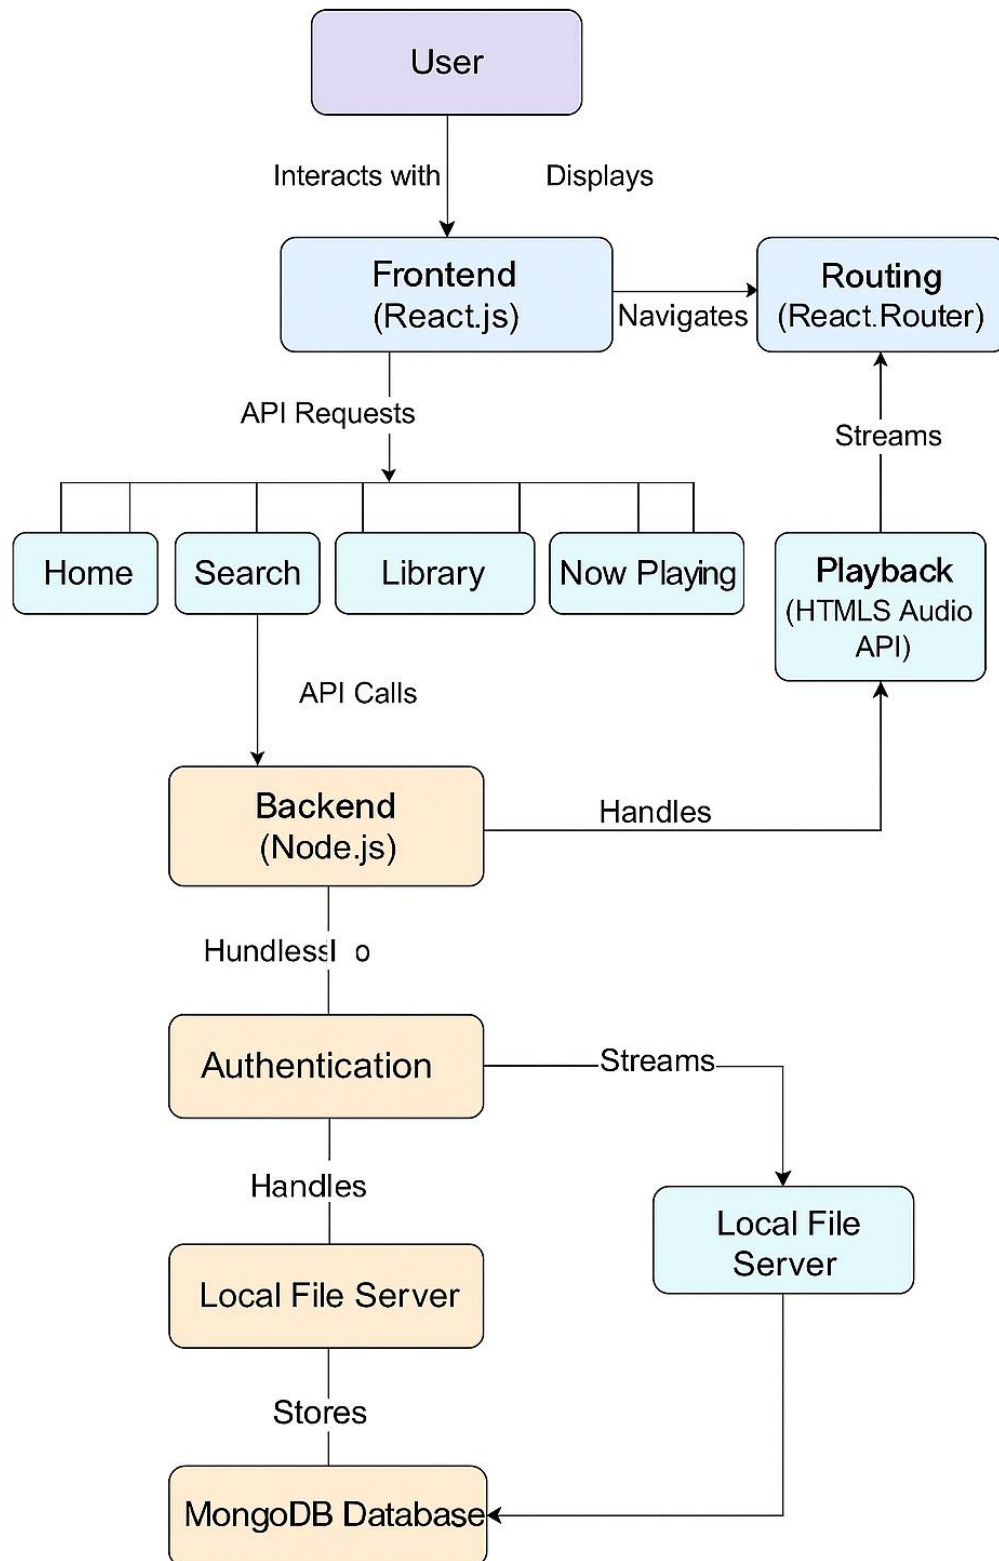 User
Interacts with
Displays
Frontend
(React.js)
Navigates
Routing
(React.Router)
API Requests
Streams
Home
Search
Library
Now Playing
Playback
(HTMLS Audio
API)
API Calls
Backend
(Node.js)
Handles
Hundlessl o
Authentication
Streams
Handles
Local File
Server
Local File Server
Stores
MongoDB Database